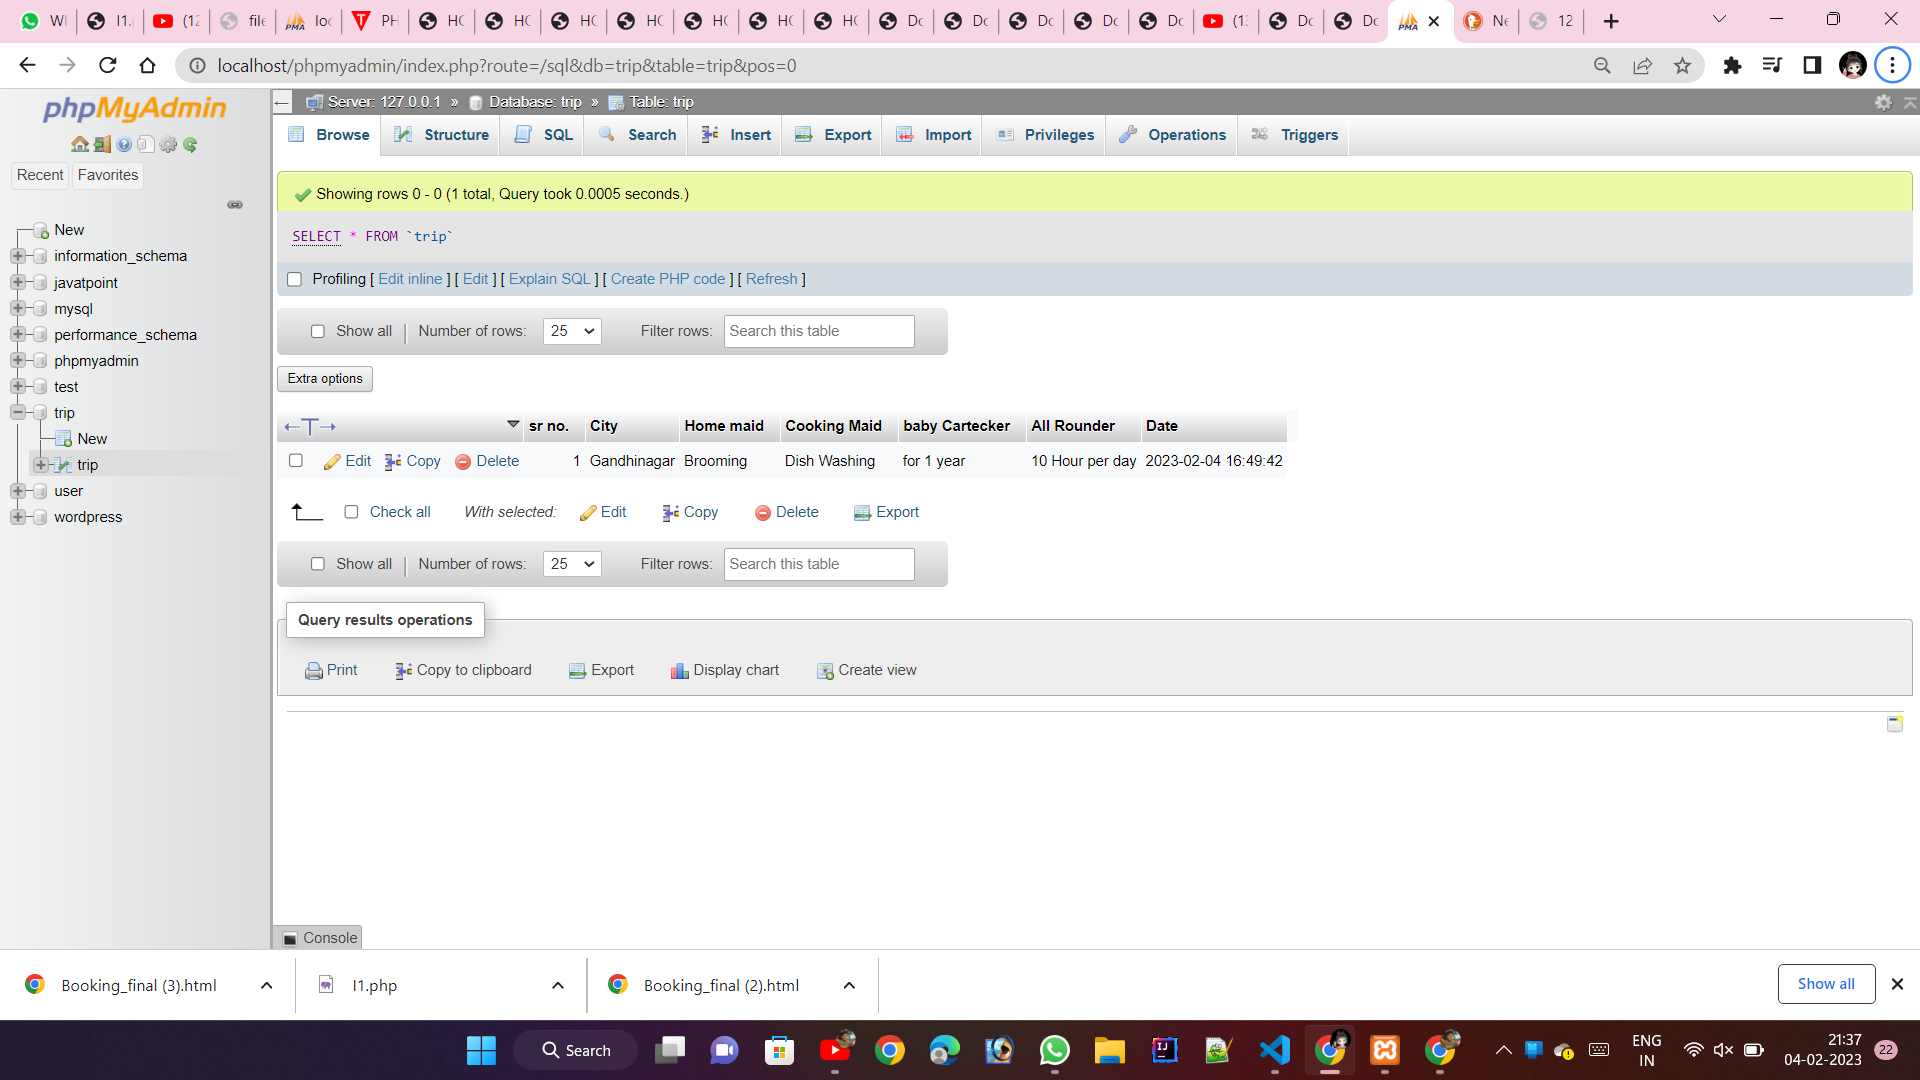 WI I1. (12 file loc PH HC HC HC HC HC HC HC Dc Dc Dc Dc Dc (13 Dc Dc Ne 12
localhost/phpmyadmin/index.php?route=/sql&db=trip&table=trip&pos=0
phpMyAdmin
Recent Favorites
New
information_schema
javatpoint
mysql
performance_schema
phpmyadmin
test
trip
New
trip
user
wordpress
Server: 127.0.0.1 » Database: trip » Table: trip
Browse Structure SQL Search Insert Export Import Privileges Operations Triggers
Showing rows 0 - 0 (1 total, Query took 0.0005 seconds.)
SELECT * FROM `trip`
Profiling [ Edit inline ] [ Edit ] [ Explain SQL ] [ Create PHP code ] [ Refresh ]
Show all | Number of rows: 25 Filter rows: Search this table
Extra options
←T→ sr no. City Home maid Cooking Maid baby Cartecker All Rounder Date
Edit Copy Delete 1 Gandhinagar Brooming Dish Washing for 1 year 10 Hour per day 2023-02-04 16:49:42
Check all With selected: Edit Copy Delete Export
Show all | Number of rows: 25 Filter rows: Search this table
Query results operations
Print Copy to clipboard Export Display chart Create view
Console
Booking_final (3).html I1.php Booking_final (2).html Show all
Search ENG IN 21:37 04-02-2023 22